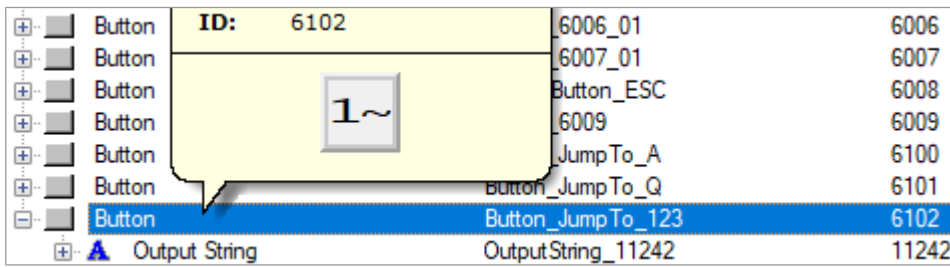 Button ID: 6102 _6006_01 6006
Button _6007_01 6007
Button Button_ESC 6008
Button 1~ _6009 6009
Button _JumpTo_A 6100
Button Button_JumpTo_Q 6101
Button Button_JumpTo_123 6102
A Output String OutputString_11242 11242